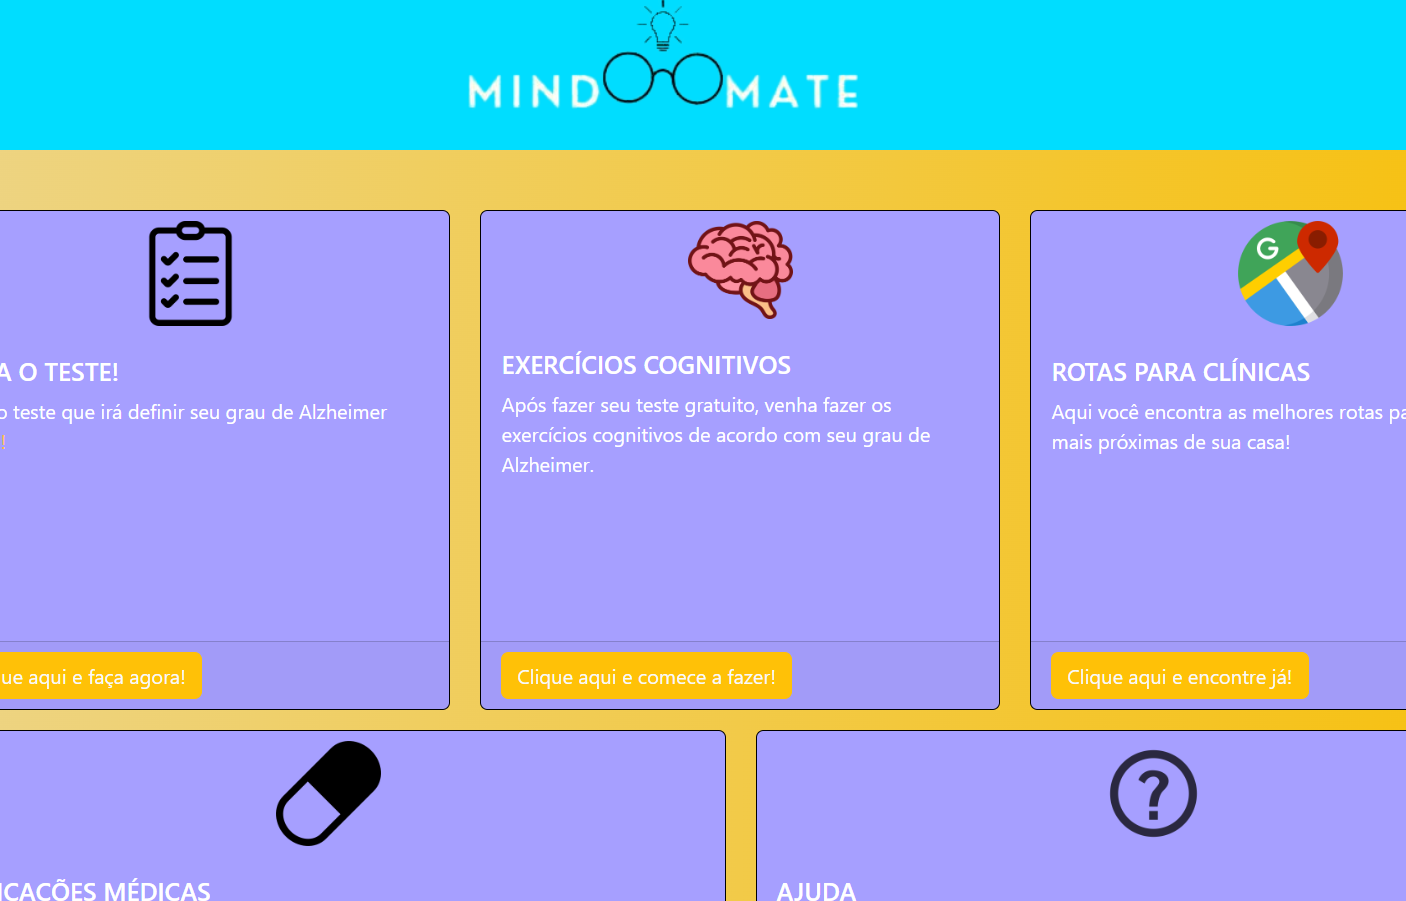 MIND MATE
A O TESTE!
o teste que irá definir seu grau de Alzheimer
!
ue aqui e faça agora!
EXERCÍCIOS COGNITIVOS
Após fazer seu teste gratuito, venha fazer os
exercícios cognitivos de acordo com seu grau de
Alzheimer.
Clique aqui e comece a fazer!
G
ROTAS PARA CLÍNICAS
Aqui você encontra as melhores rotas pa
mais próximas de sua casa!
Clique aqui e encontre já!
ICAÇÕES MÉDICAS
?
AJUDA